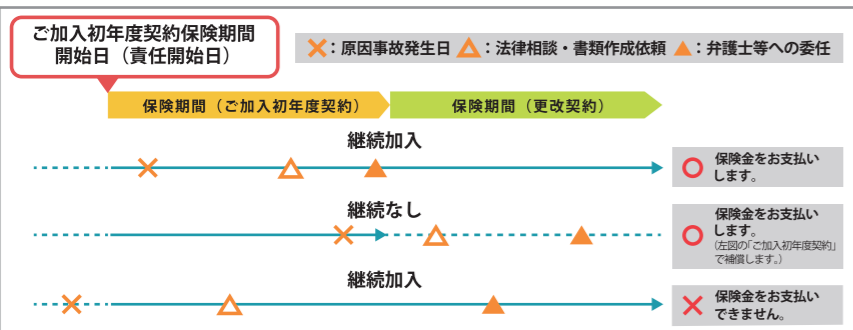 ご加入初年度契約保険期間
開始日（責任開始日）
×：原因事故発生日 △：法律相談・書類作成依頼 ▲：弁護士等への委任
保険期間（ご加入初年度契約）
保険期間（更改契約）
継続加入
保険金をお支払い
します。
継続なし
保険金をお支払い
します。
(左図の「ご加入初年度契約」
で補償します。)
継続加入
保険金をお支払い
できません。